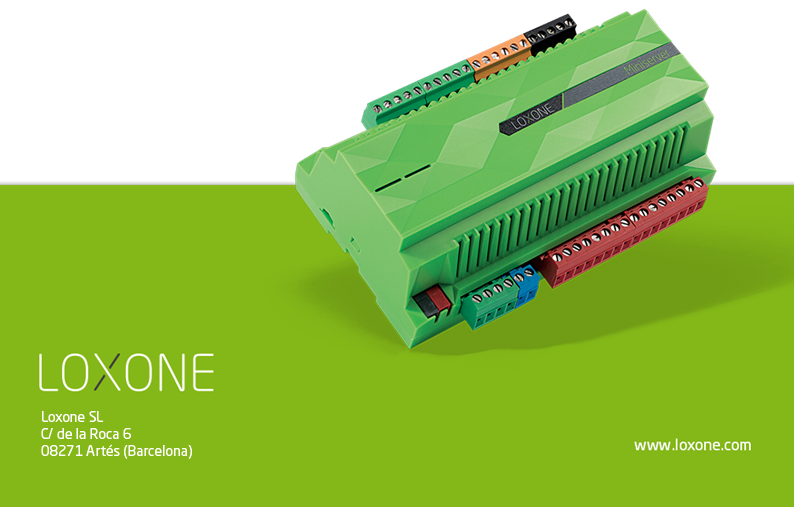 Miniserver
LOXONE
LOXONE
Loxone SL
C/ de la Roca 6
08271 Artés (Barcelona)
www.loxone.com